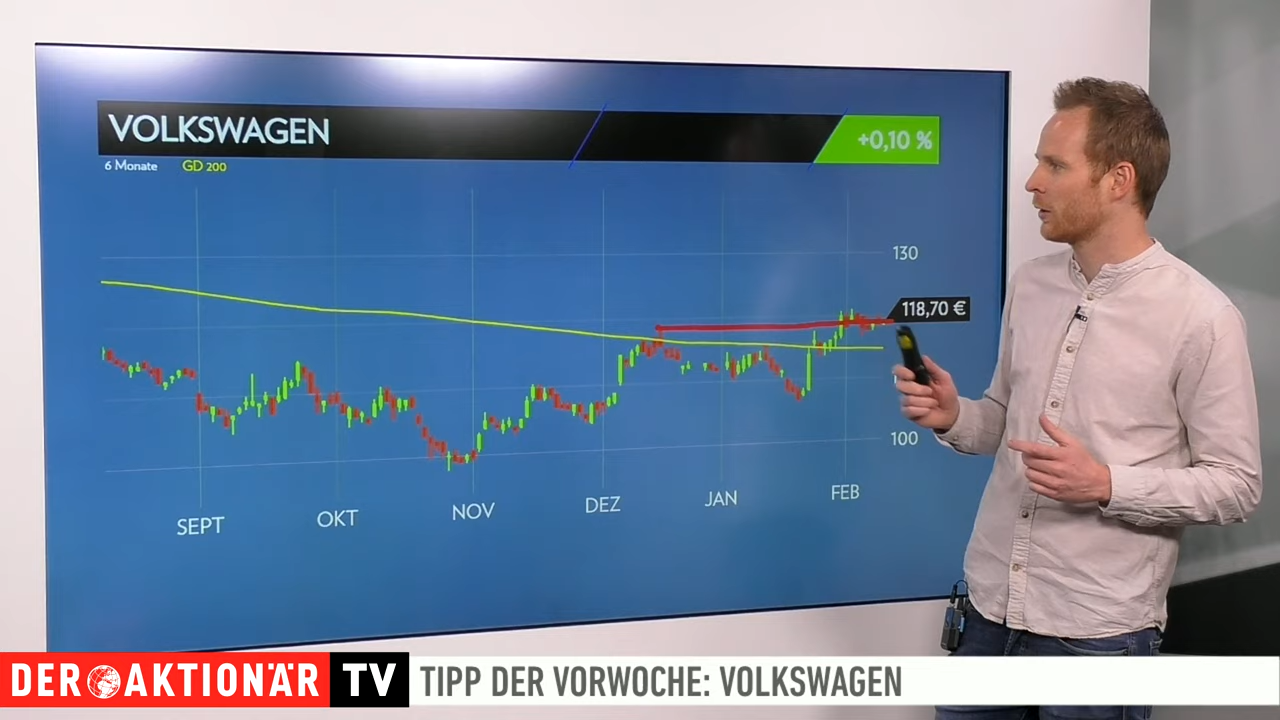 VOLKSWAGEN
+0,10 %
6 Monate GD 200
130
118,70 €
100
SEPT OKT NOV DEZ JAN FEB
DER AKTIONÄR TV TIPP DER VORWOCHE: VOLKSWAGEN